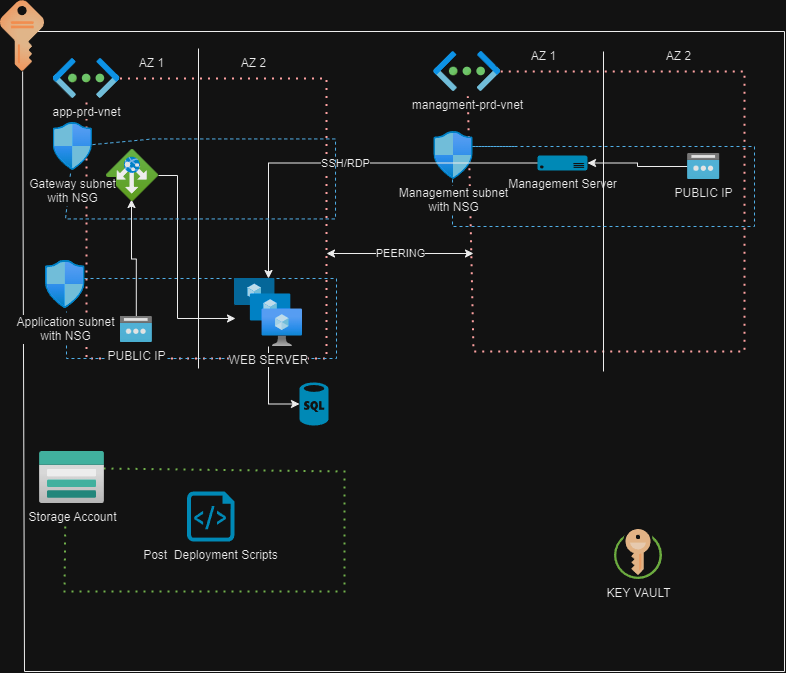 AZ 1
AZ 2
AZ 1
AZ 2
app-prd-vnet
managment-prd-vnet
Gateway subnet
with NSG
SSH/RDP
Management subnet
with NSG
Management Server
PUBLIC IP
PEERING
Application subnet
with NSG
PUBLIC IP
WEB SERVER
SQL
Storage Account
</>
Post Deployment Scripts
KEY VAULT